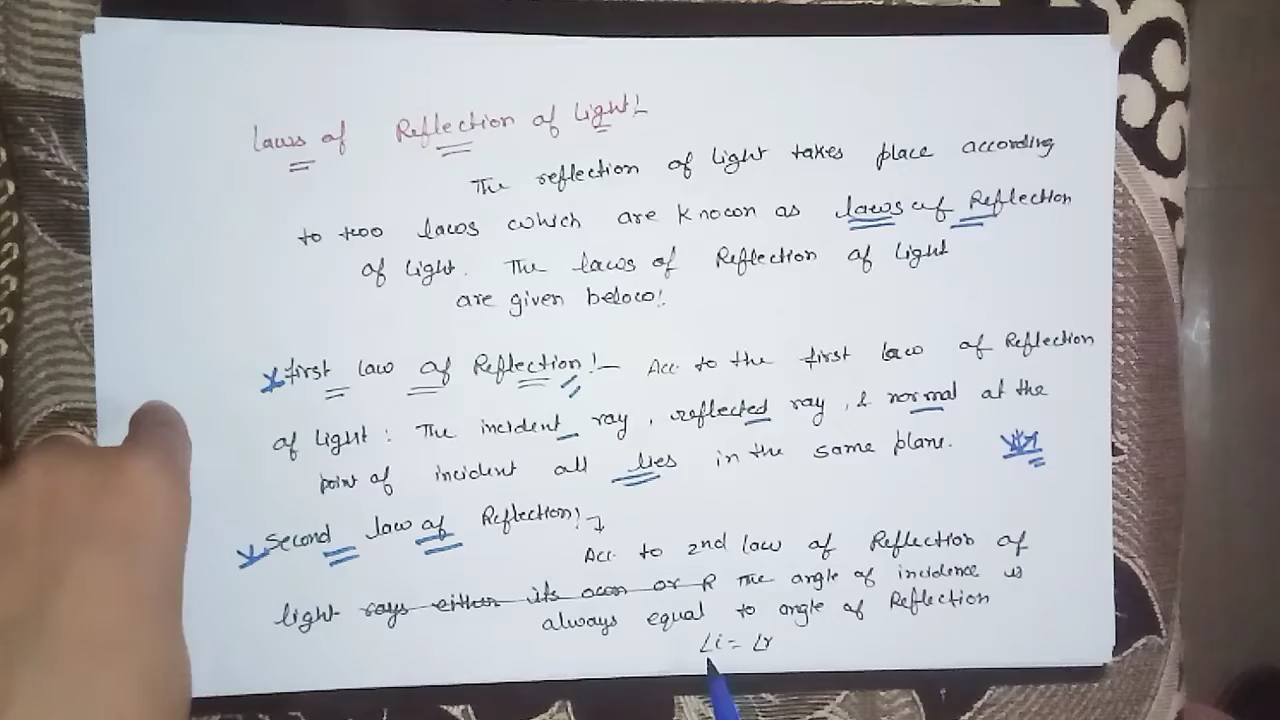 Laws of Reflection of Light!
The reflection of light takes place according
to two laws which are known as laws of Reflection
of light. The laws of Reflection of light
are given below!
first law of Reflection!- Acc. to the first law of Reflection
of light: The incident ray, reflected ray, & normal at the
point of incident all lies in the same plane.
Second law of Reflection!
Acc. to 2nd law of Reflection of
light rays either its own or R The angle of incidence is
always equal to angle of Reflection
∠i = ∠r